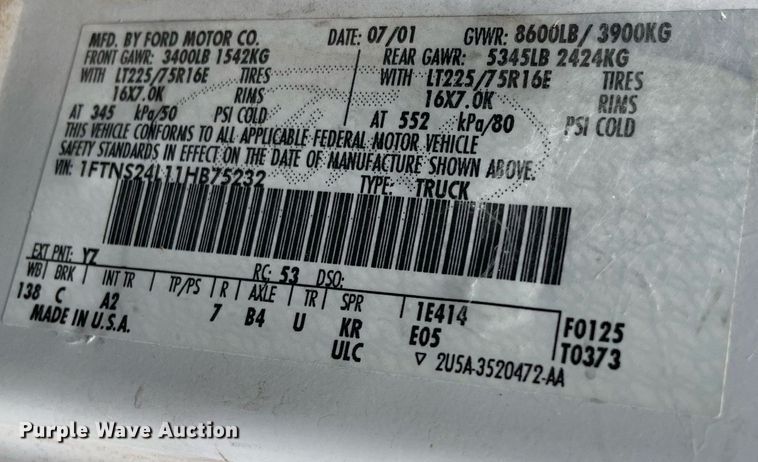 MFD. BY FORD MOTOR CO. DATE: 07/01 GVWR: 8600LB/ 3900KG
FRONT GAWR: 3400LB 1542KG REAR GAWR: 5345LB 2424KG
WITH LT225/75R16E TIRES WITH LT225/75R16E TIRES
16X7.0K RIMS 16X7.0K RIMS
AT 345 kPa/50 PSI COLD AT 552 kPa/80 PSI COLD
THIS VEHICLE CONFORMS TO ALL APPLICABLE FEDERAL MOTOR VEHICLE
SAFETY STANDARDS IN EFFECT ON THE DATE OF MANUFACTURE SHOWN ABOVE.
VIN: 1FTNS24L11HB75232
TYPE: TRUCK
EXT PNT: YZ RC: 53 DSO:
WB BRK INT TR TP/PS R AXLE TR SPR 1E414 F0125
138 C A2 7 B4 U KR E05 T0373
MADE IN U.S.A. ULC ▽ 2U5A-3520472-AA
Purple Wave Auction